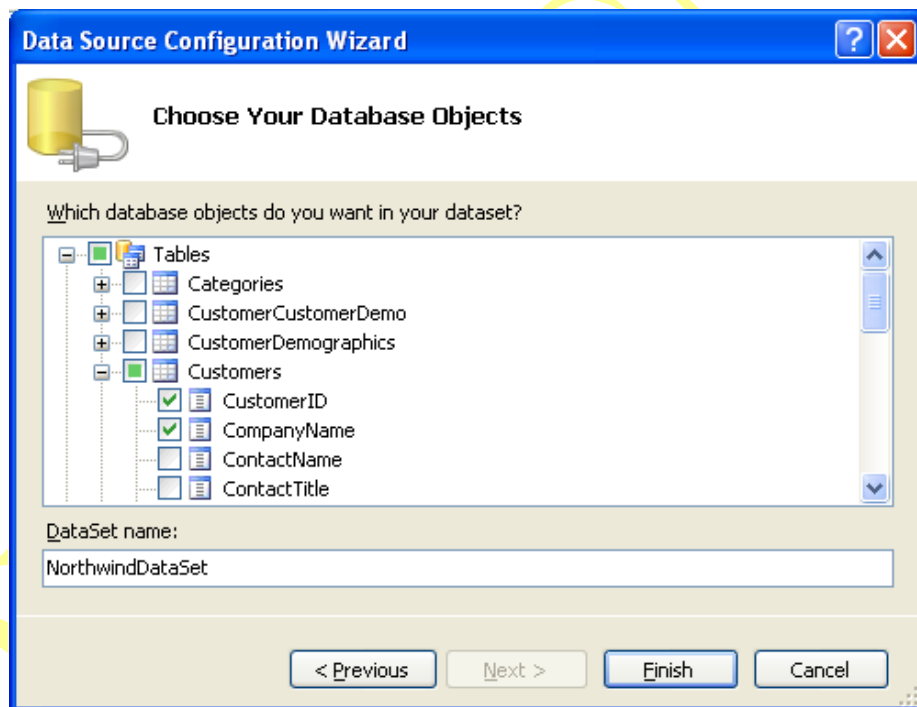 Data Source Configuration Wizard
Choose Your Database Objects
Which database objects do you want in your dataset?
Tables
Categories
CustomerCustomerDemo
CustomerDemographics
Customers
CustomerID
CompanyName
ContactName
ContactTitle
DataSet name:
NorthwindDataSet
< Previous Next > Finish Cancel